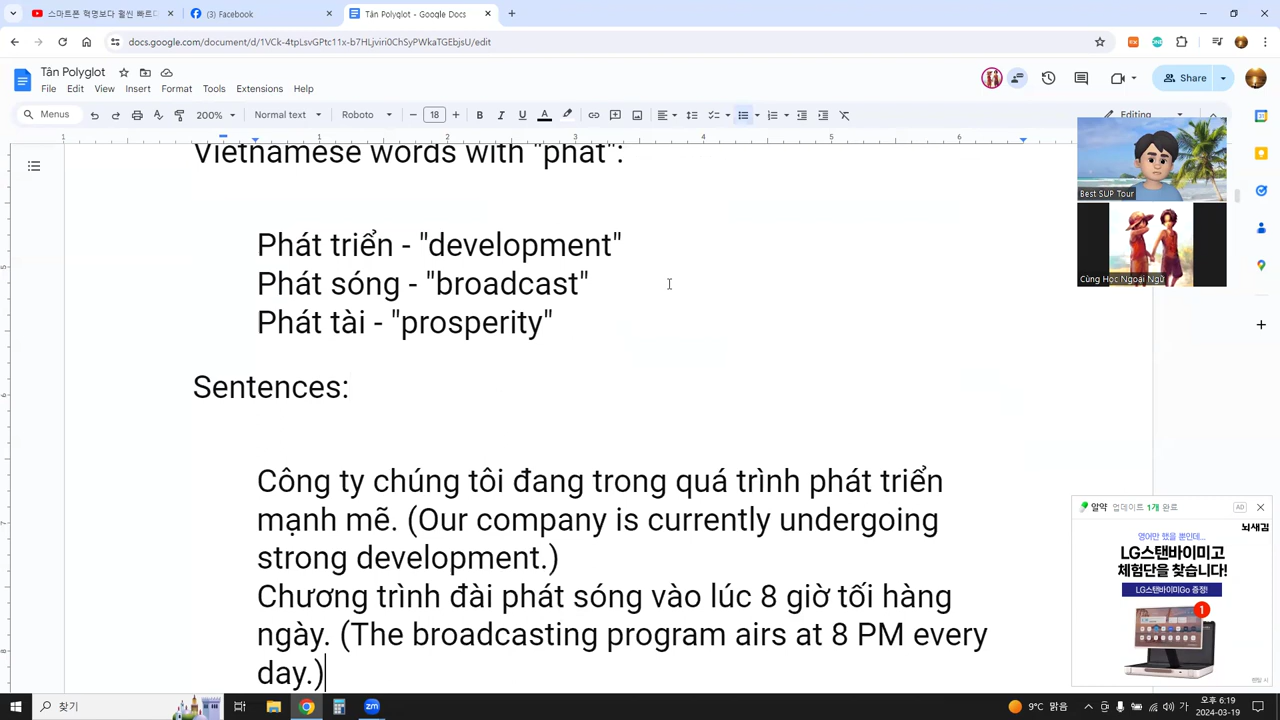 스마트폰 혁명보다 훨씬 빠르다
(3) Facebook
Tân Polyglot - Google Docs
docs.google.com/document/d/1VCk-4tpLsvGPtc11x-b7HLjviri0ChSyPWkaTGEbjsU/edit
Tân Polyglot
File Edit View Insert Format Tools Extensions Help
Share
Menus 200% Normal text Roboto 18 Editing
Vietnamese words with "phát":
Phát triển - "development"
Phát sóng - "broadcast"
Phát tài - "prosperity"
Sentences:
Công ty chúng tôi đang trong quá trình phát triển
mạnh mẽ. (Our company is currently undergoing
strong development.)
Chương trình đài phát sóng vào lúc 8 giờ tối hàng
ngày. (The broadcasting program airs at 8 PM every
day.)
Best SUP Tour
Cùng Học Ngoại Ngữ
알약 업데이트 1개 완료 AD
뇌새김
영어만 했을 뿐인데...
LG스탠바이미고
체험단을 찾습니다!
LG스탠바이미Go 증정!
1
찾기
9°C 맑음
가
오후 6:19
2024-03-19